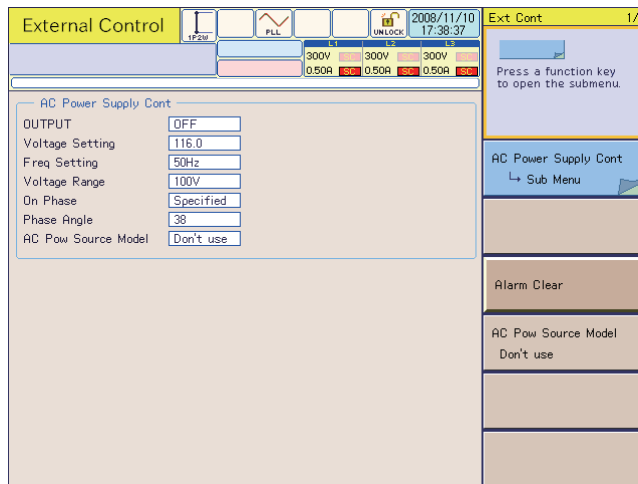 External Control
1P2W
PLL
UNLOCK
2008/11/10
17:38:37
L1 L2 L3
300V SC 300V SC 300V SC
0.50A SC 0.50A SC 0.50A SC
AC Power Supply Cont
OUTPUT OFF
Voltage Setting 116.0
Freq Setting 50Hz
Voltage Range 100V
On Phase Specified
Phase Angle 38
AC Pow Source Model Don't use
Ext Cont 1/
Press a function key
to open the submenu.
AC Power Supply Cont
↳ Sub Menu
Alarm Clear
AC Pow Source Model
Don't use